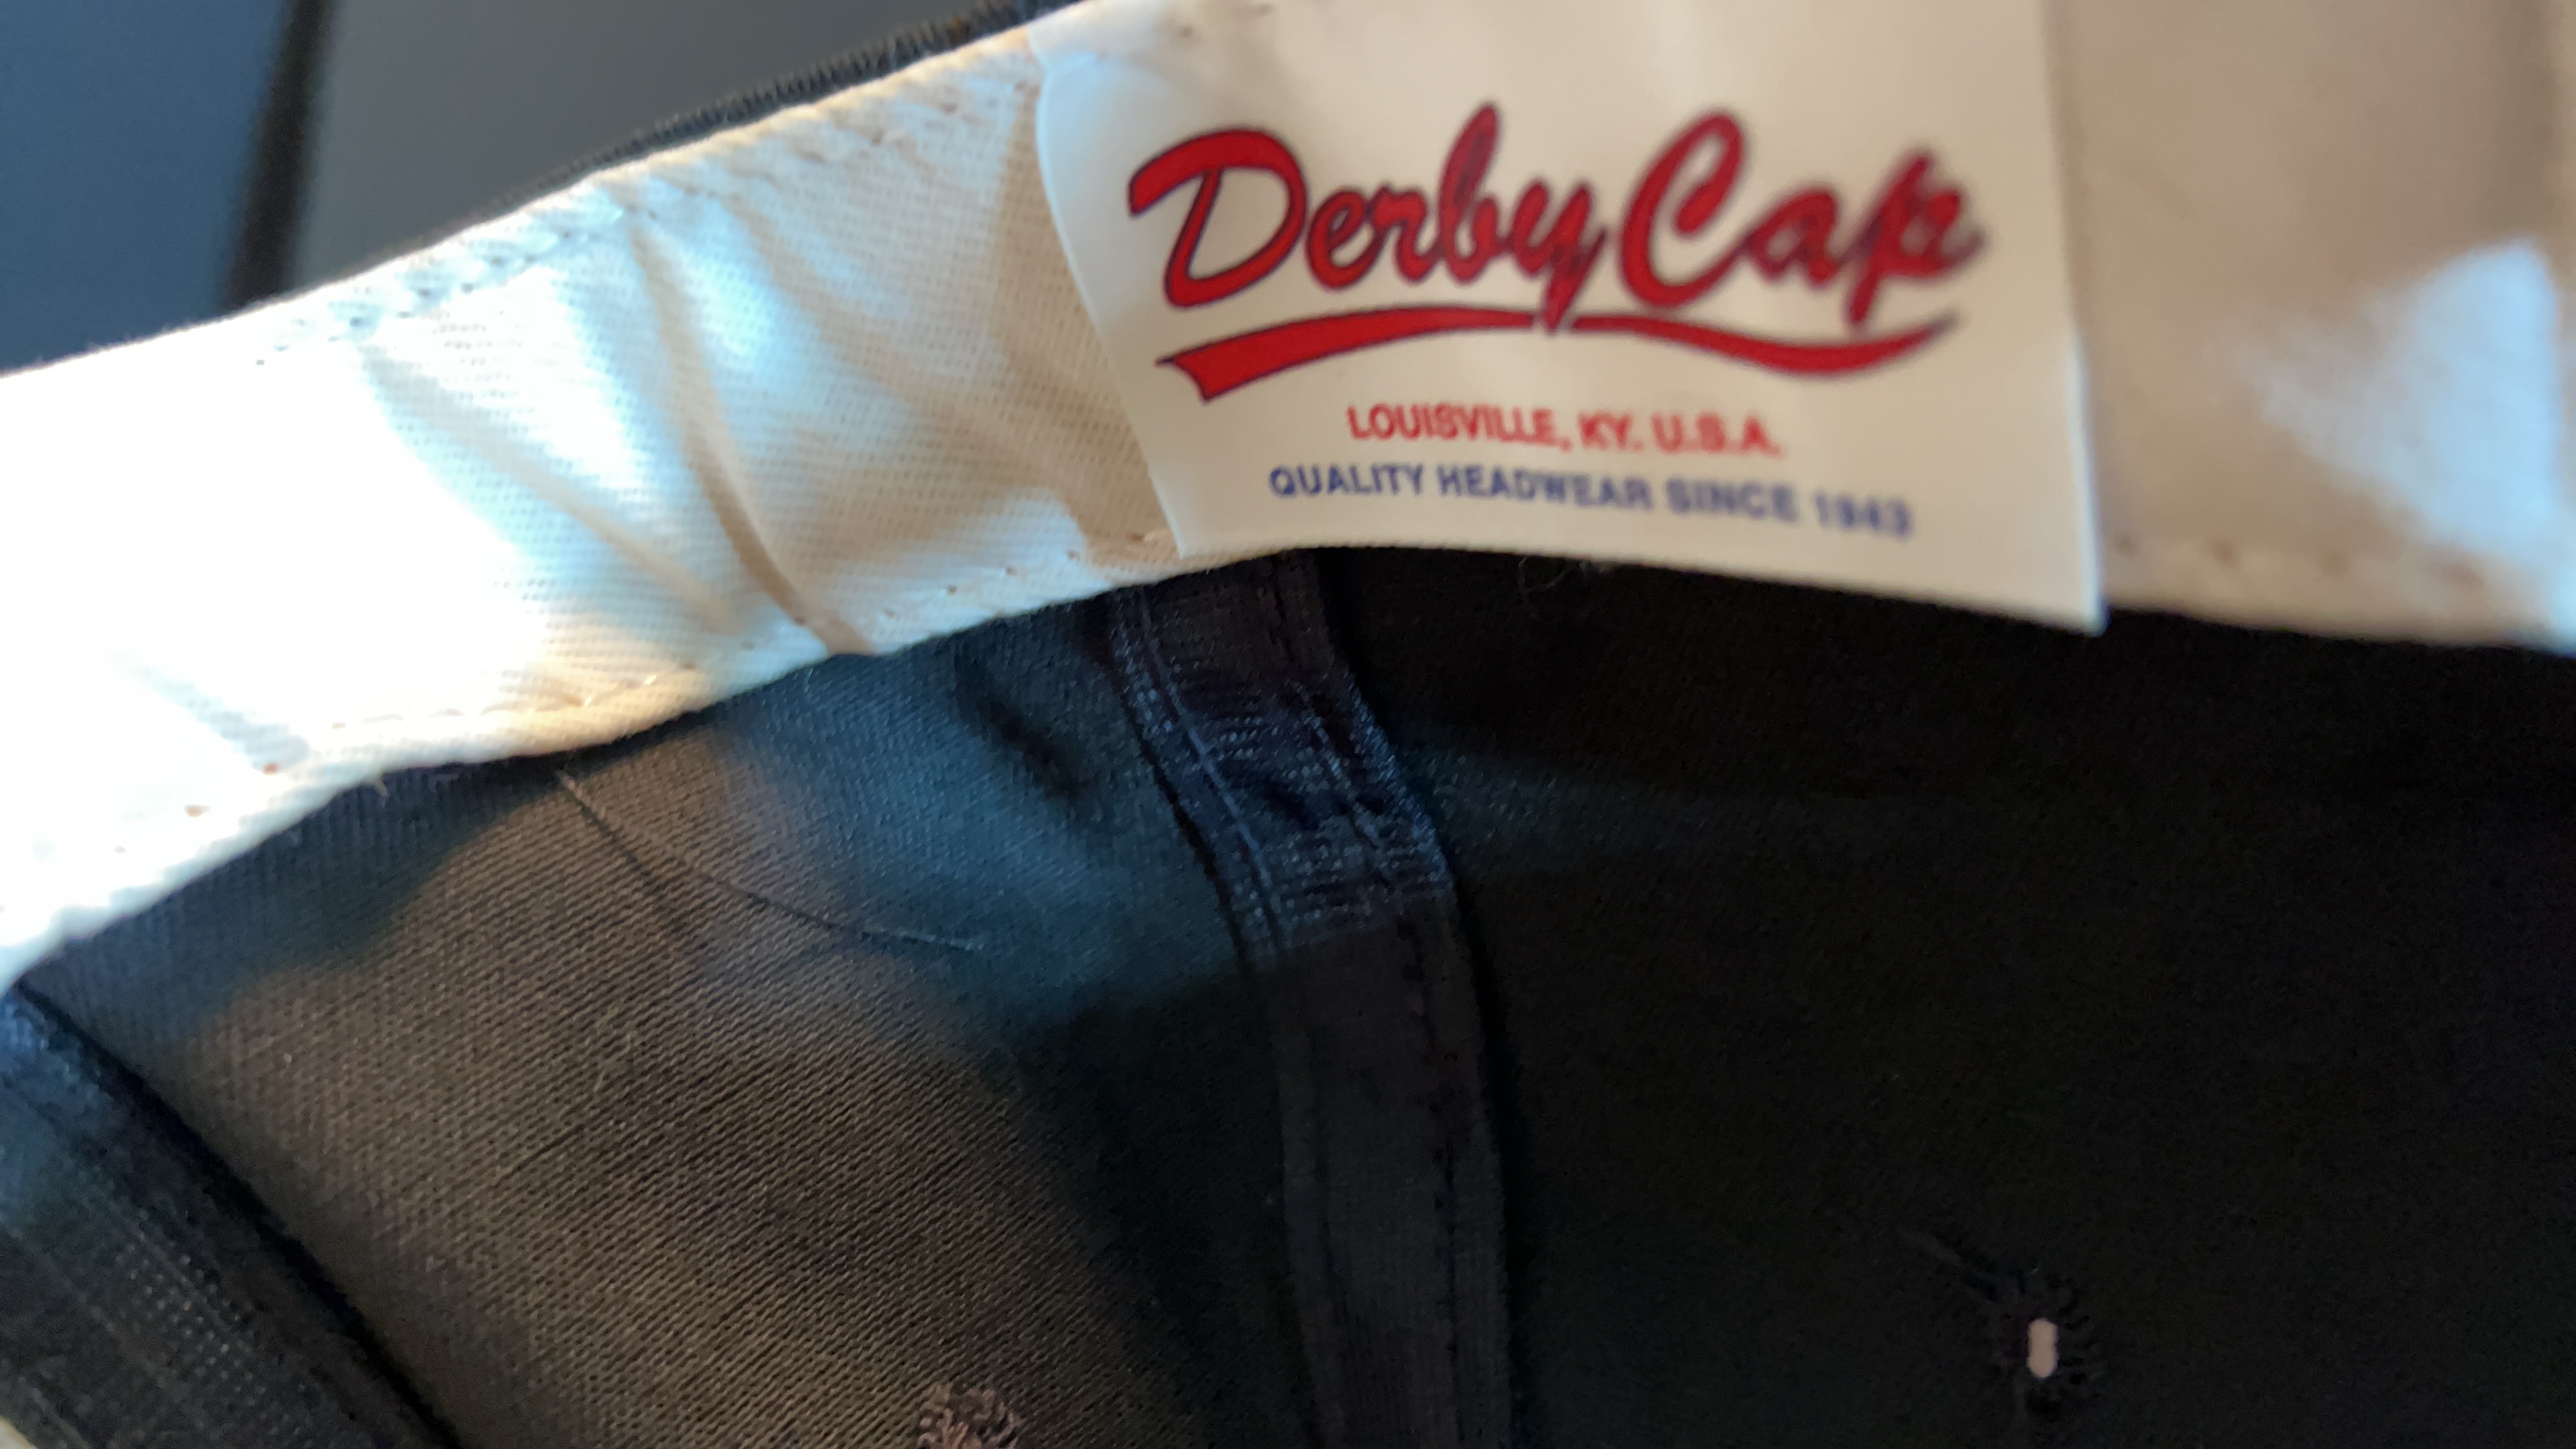 Derby Cap
LOUISVILLE, KY. U.S.A.
QUALITY HEADWEAR SINCE 1943